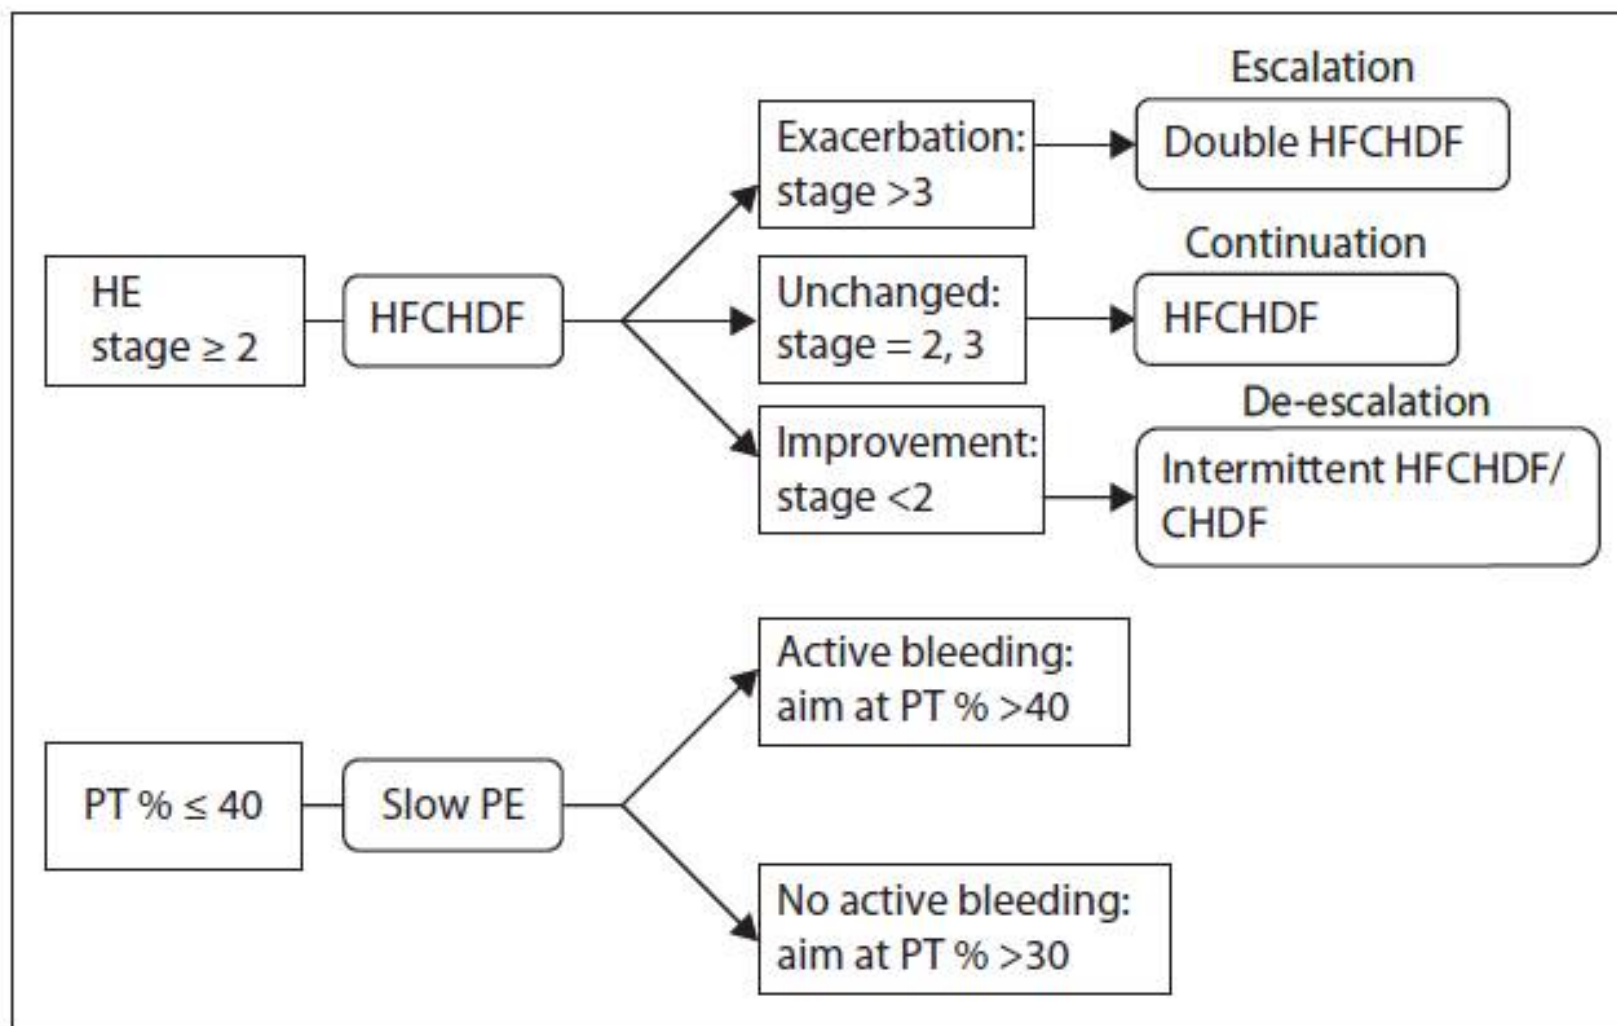 HE
stage ≥ 2
HFCHDF
Exacerbation:
stage >3
Escalation
Double HFCHDF
Unchanged:
stage = 2, 3
Continuation
HFCHDF
Improvement:
stage <2
De-escalation
Intermittent HFCHDF/
CHDF
PT % ≤ 40
Slow PE
Active bleeding:
aim at PT % >40
No active bleeding:
aim at PT % >30